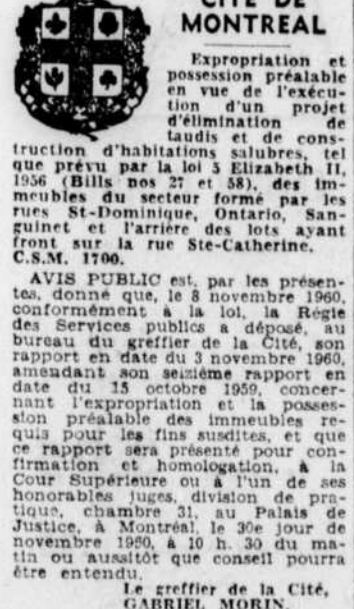 CITÉ DE
MONTREAL
Expropriation et
possession préalable
en vue de l'exécu-
tion d'un projet
d'élimination de
taudis et de cons-
truction d'habitations salubres, tel
que prévu par la loi 5 Elizabeth II,
1956 (Bills nos 27 et 58), des im-
meubles du secteur formé par les
rues St-Dominique, Ontario, San-
guinet et l'arrière des lots ayant
front sur la rue Ste-Catherine.
C.S.M. 1700.
AVIS PUBLIC est, par les présen-
tes, donné que, le 8 novembre 1960,
conformément à la loi, la Régie
des Services publics a déposé, au
bureau du greffier de la Cité, son
rapport en date du 3 novembre 1960,
amendant son seizième rapport en
date du 15 octobre 1959, concer-
nant l'expropriation et la posses-
sion préalable des immeubles re-
quis pour les fins susdites, et que
ce rapport sera présenté pour con-
firmation et homologation, à la
Cour Supérieure ou à l'un de ses
honorables juges, division de pra-
tique, chambre 31, au Palais de
Justice, à Montréal, le 30e jour de
novembre 1960, à 10 h. 30 du ma-
tin ou aussitôt que conseil pourra
être entendu.
Le greffier de la Cité,
GABRIEL MORIN